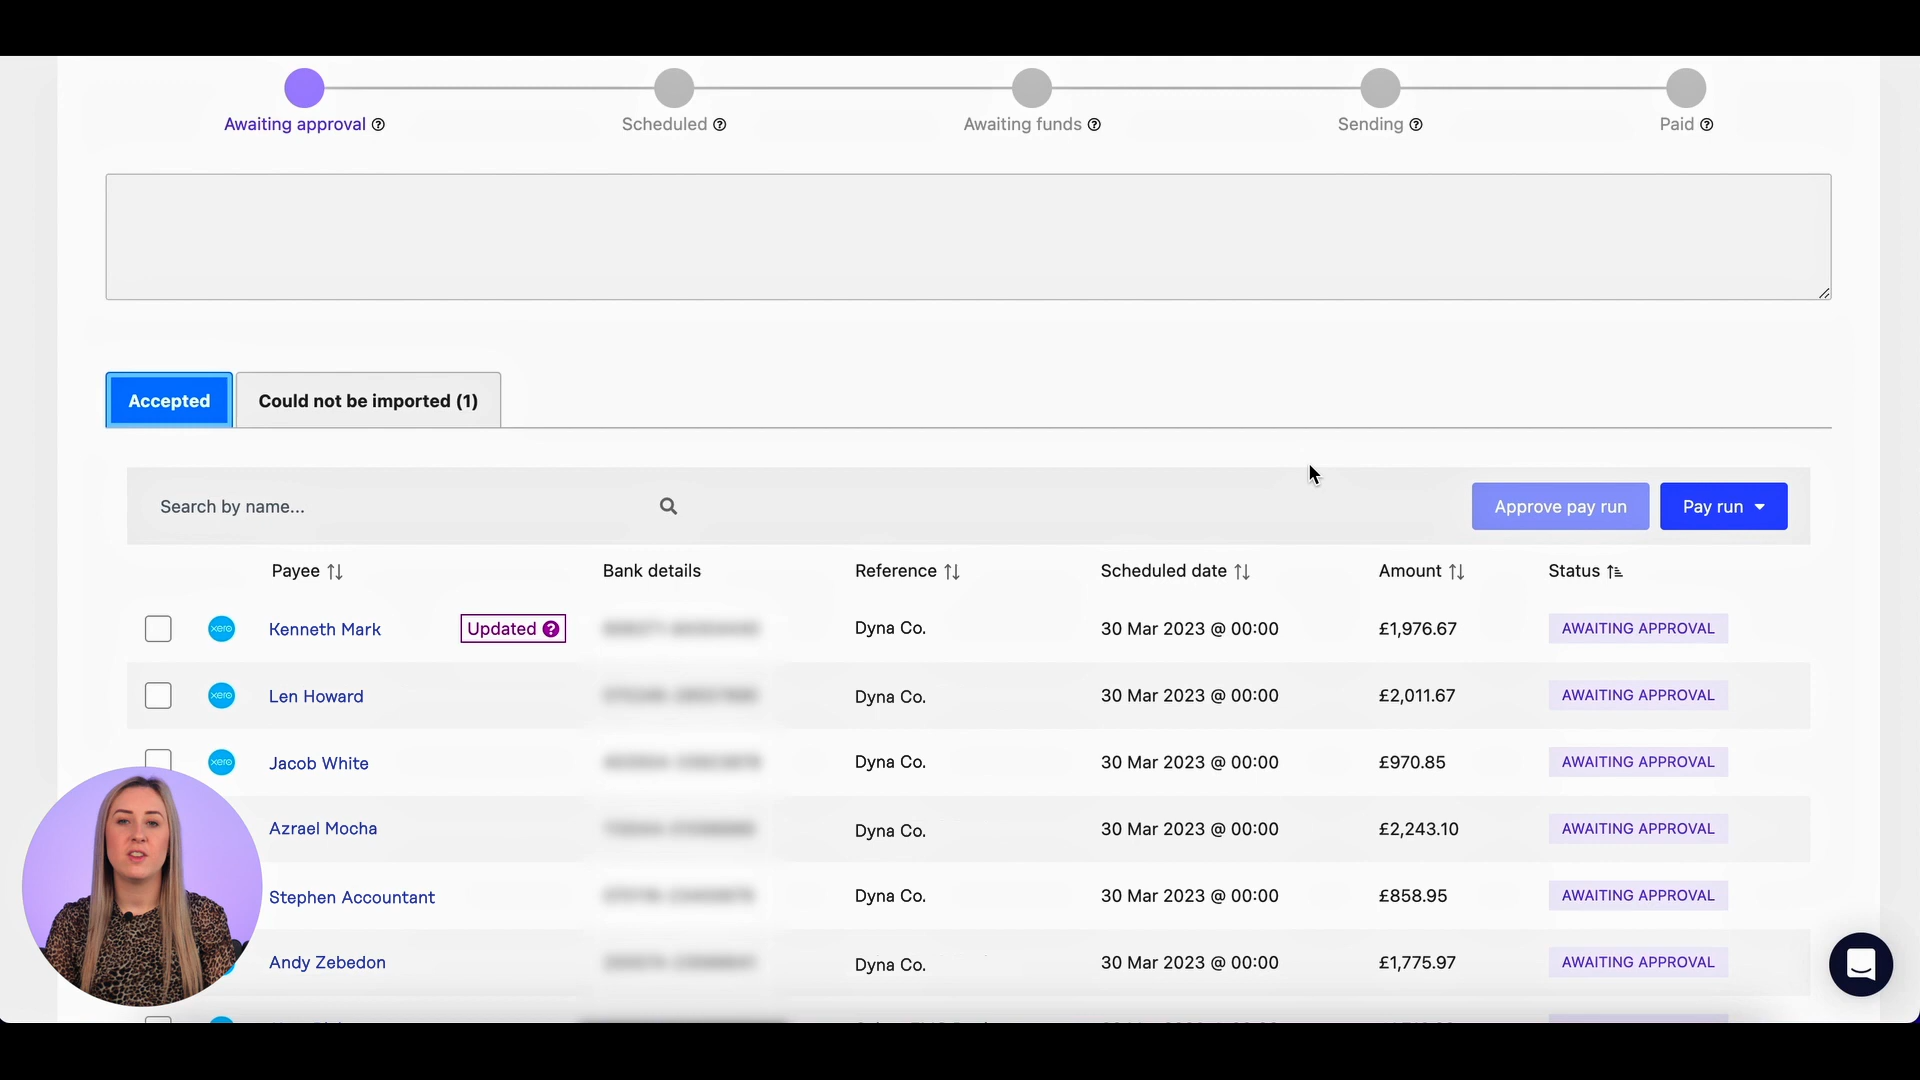 Awaiting approval ? Scheduled ? Awaiting funds ? Sending ? Paid ?
Accepted Could not be imported (1)
Search by name... Approve pay run Pay run
Payee Bank details Reference Scheduled date Amount Status
xero Kenneth Mark Updated ? Dyna Co. 30 Mar 2023 @ 00:00 £1,976.67 AWAITING APPROVAL
xero Len Howard Dyna Co. 30 Mar 2023 @ 00:00 £2,011.67 AWAITING APPROVAL
xero Jacob White Dyna Co. 30 Mar 2023 @ 00:00 £970.85 AWAITING APPROVAL
Azrael Mocha Dyna Co. 30 Mar 2023 @ 00:00 £2,243.10 AWAITING APPROVAL
Stephen Accountant Dyna Co. 30 Mar 2023 @ 00:00 £858.95 AWAITING APPROVAL
Andy Zebedon Dyna Co. 30 Mar 2023 @ 00:00 £1,775.97 AWAITING APPROVAL